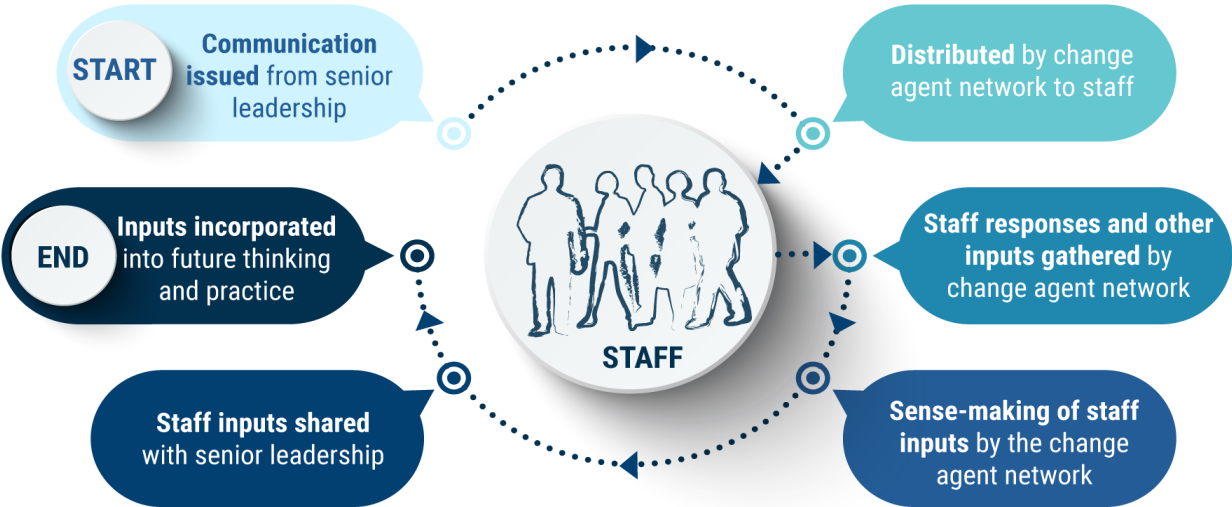 START
Communication
issued from senior
leadership
Distributed by change
agent network to staff
Staff responses and other
inputs gathered by
change agent network
Sense-making of staff
inputs by the change
agent network
Staff inputs shared
with senior leadership
END
Inputs incorporated
into future thinking
and practice
STAFF